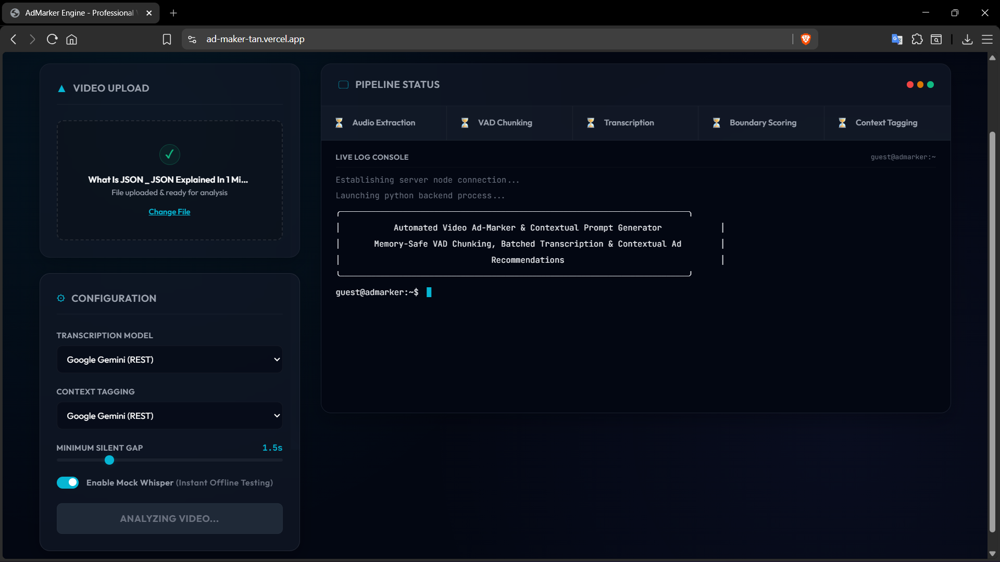 AdMarker Engine - Professional
ad-maker-tan.vercel.app
VIDEO UPLOAD
What Is JSON _ JSON Explained In 1 Mi...
File uploaded & ready for analysis
Change File
CONFIGURATION
TRANSCRIPTION MODEL
Google Gemini (REST)
CONTEXT TAGGING
Google Gemini (REST)
MINIMUM SILENT GAP 1.5s
Enable Mock Whisper (Instant Offline Testing)
ANALYZING VIDEO...
PIPELINE STATUS
Audio Extraction
VAD Chunking
Transcription
Boundary Scoring
Context Tagging
LIVE LOG CONSOLE guest@admarker:~
Establishing server node connection...
Launching python backend process...
Automated Video Ad-Marker & Contextual Prompt Generator
Memory-Safe VAD Chunking, Batched Transcription & Contextual Ad
Recommendations
guest@admarker:~$